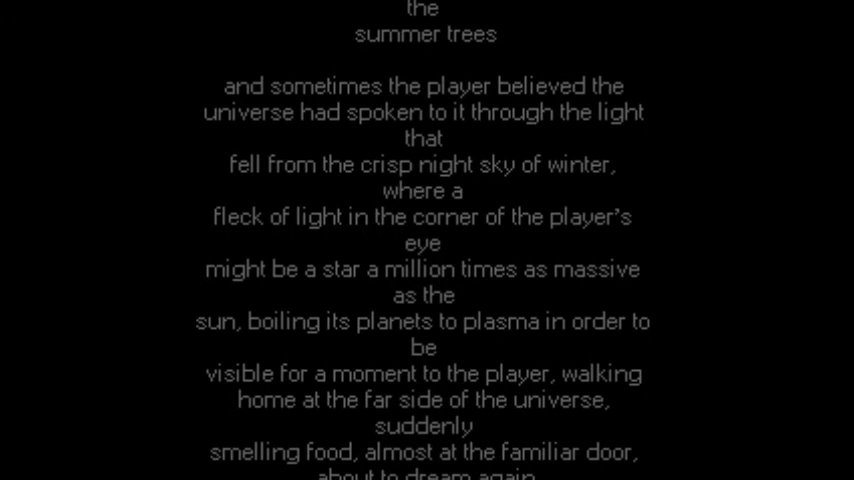 the
summer trees
and sometimes the player believed the
universe had spoken to it through the light
that
fell from the crisp night sky of winter,
where a
fleck of light in the corner of the player's
eye
might be a star a million times as massive
as the
sun, boiling its planets to plasma in order to
be
visible for a moment to the player, walking
home at the far side of the universe,
suddenly
smelling food, almost at the familiar door,
about to dream again